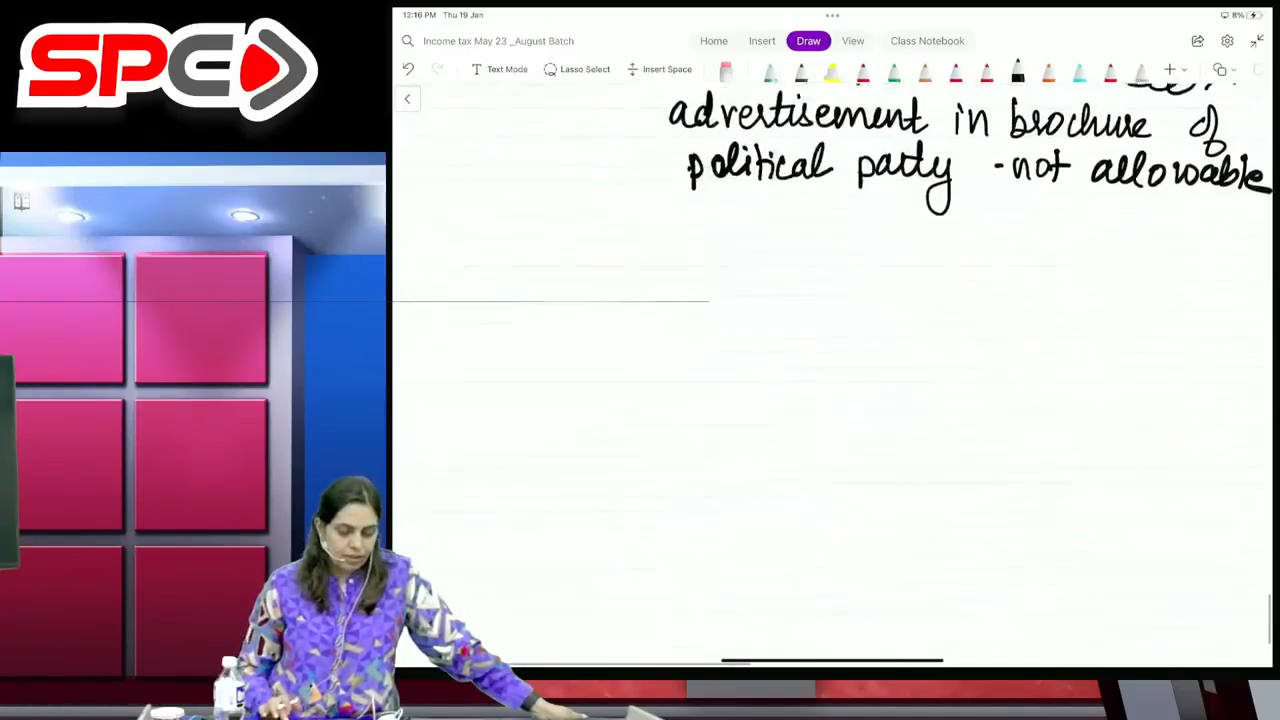 SPC
12:16 PM Thu 19 Jan
8%
Income tax May 23 _August Batch
Home Insert Draw View Class Notebook
Text Mode Lasso Select Insert Space
advertisement in brochure of
political party - not allowable